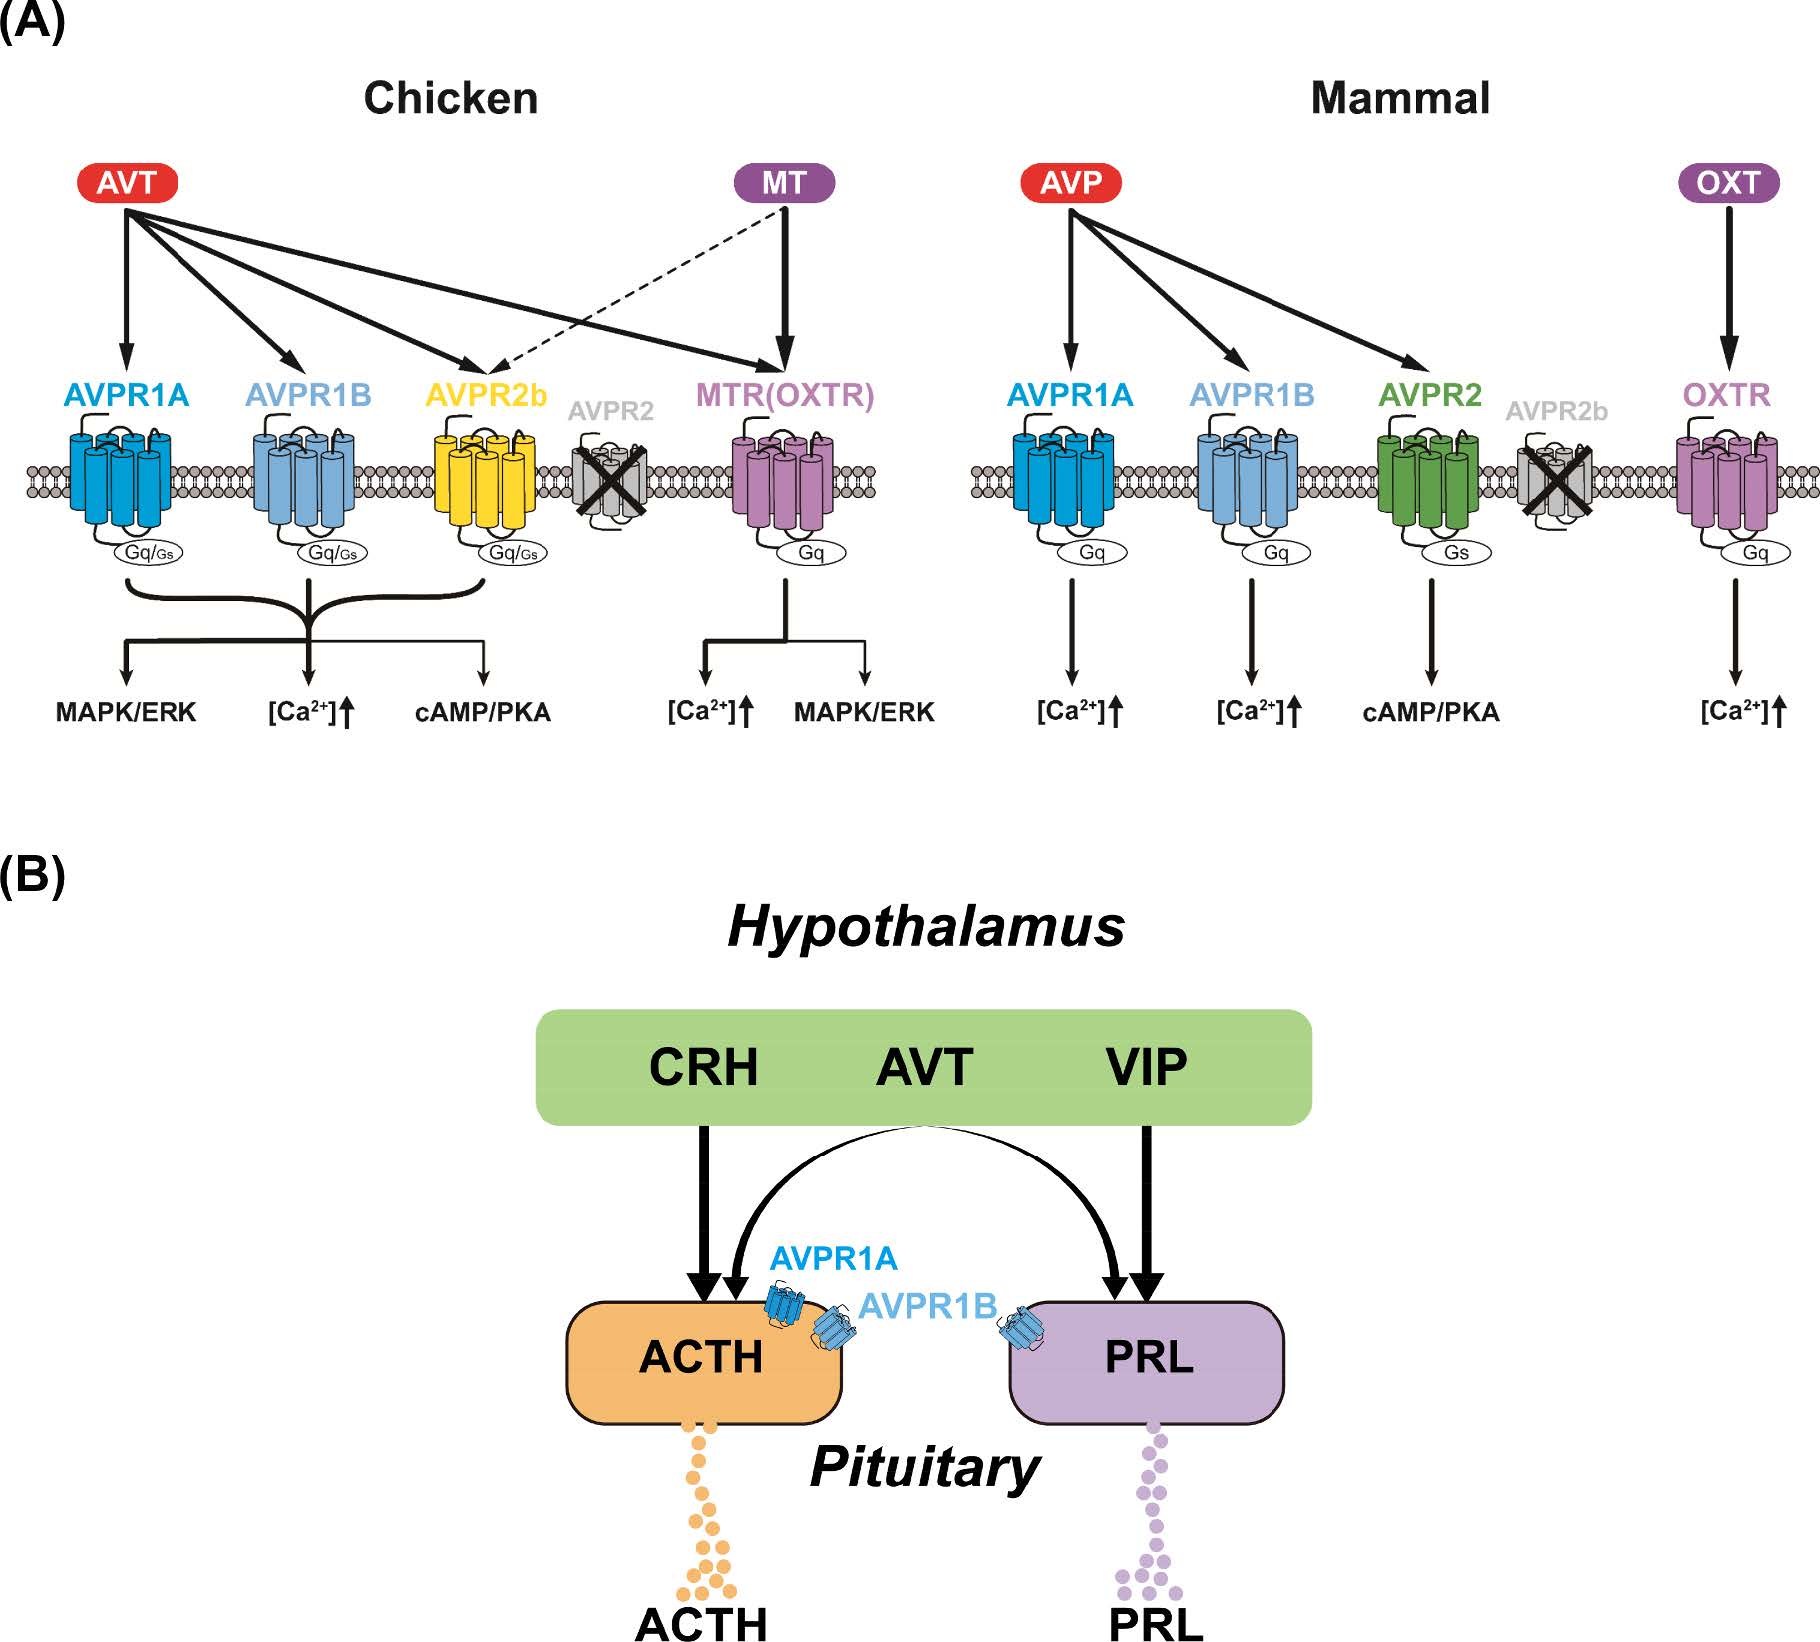 (A)
Chicken
Mammal
AVT
MT
AVP
OXT
AVPR1A
AVPR1B
AVPR2b
AVPR2
MTR(OXTR)
AVPR1A
AVPR1B
AVPR2
AVPR2b
OXTR
Gq/Gs
Gq/Gs
Gq/Gs
Gq
Gq
Gq
Gs
Gq
MAPK/ERK
[Ca²⁺]↑
cAMP/PKA
[Ca²⁺]↑
MAPK/ERK
[Ca²⁺]↑
[Ca²⁺]↑
cAMP/PKA
[Ca²⁺]↑
(B)
Hypothalamus
CRH AVT VIP
AVPR1A
AVPR1B
ACTH
PRL
Pituitary
ACTH
PRL